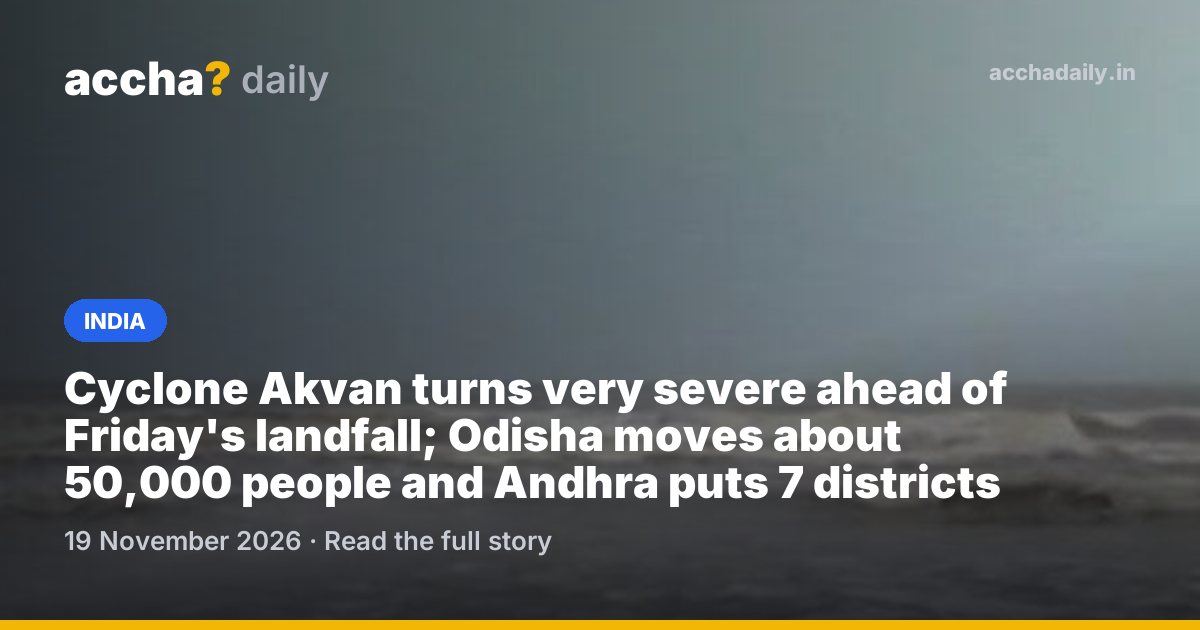 accha? daily
acchadaily.in
INDIA
Cyclone Akvan turns very severe ahead of
Friday's landfall; Odisha moves about
50,000 people and Andhra puts 7 districts
19 November 2026 · Read the full story